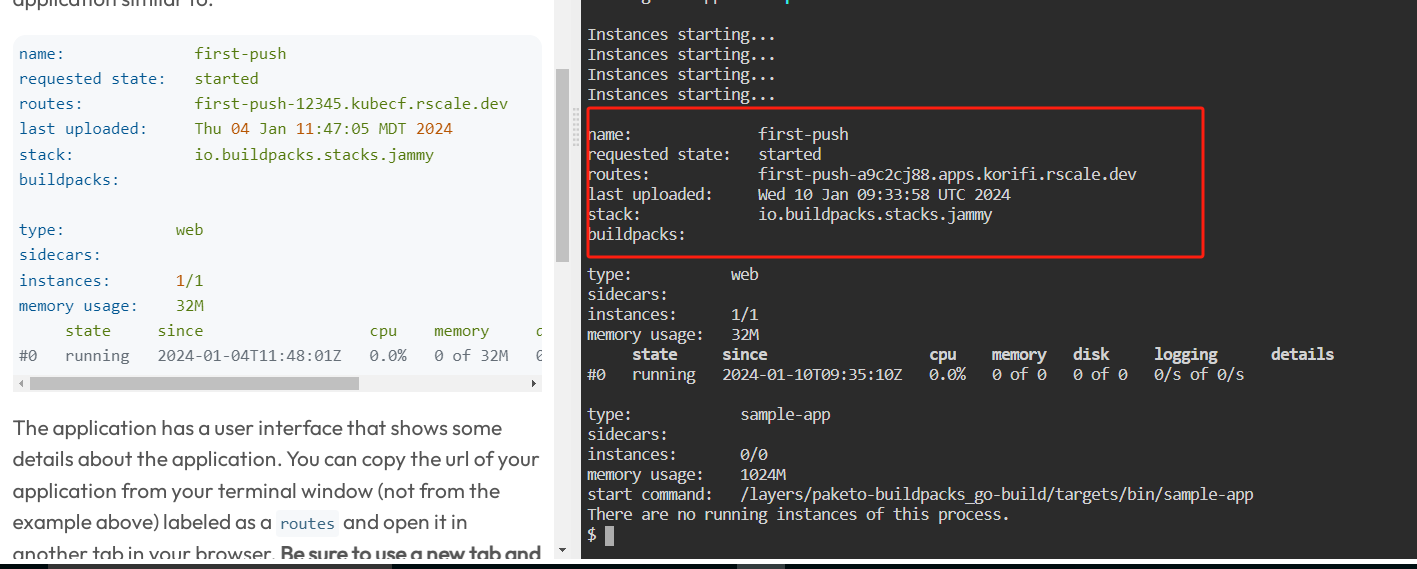 application similar to:
name: first-push
requested state: started
routes: first-push-12345.kubecf.rscale.dev
last uploaded: Thu 04 Jan 11:47:05 MDT 2024
stack: io.buildpacks.stacks.jammy
buildpacks:
type: web
sidecars:
instances: 1/1
memory usage: 32M
state since cpu memory
#0 running 2024-01-04T11:48:01Z 0.0% 0 of 32M
The application has a user interface that shows some
details about the application. You can copy the url of your
application from your terminal window (not from the
example above) labeled as a routes and open it in
another tab in your browser. Be sure to use a new tab and
Instances starting...
Instances starting...
Instances starting...
Instances starting...
name: first-push
requested state: started
routes: first-push-a9c2cj88.apps.korifi.rscale.dev
last uploaded: Wed 10 Jan 09:33:58 UTC 2024
stack: io.buildpacks.stacks.jammy
buildpacks:
type: web
sidecars:
instances: 1/1
memory usage: 32M
state since cpu memory disk logging details
#0 running 2024-01-10T09:35:10Z 0.0% 0 of 0 0 of 0 0/s of 0/s
type: sample-app
sidecars:
instances: 0/0
memory usage: 1024M
start command: /layers/paketo-buildpacks_go-build/targets/bin/sample-app
There are no running instances of this process.
$